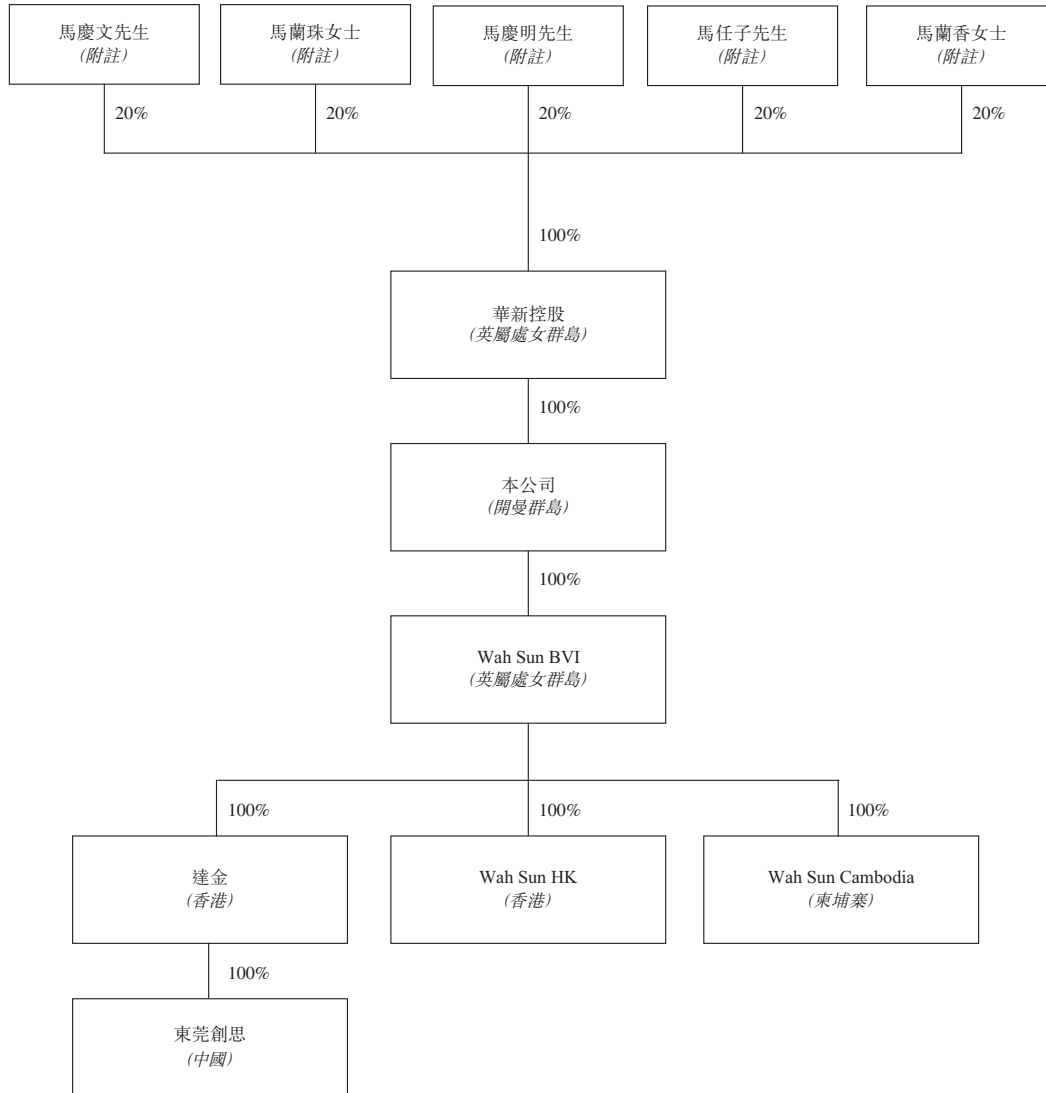 馬慶文先生
(附註)
馬蘭珠女士
(附註)
馬慶明先生
(附註)
馬任子先生
(附註)
馬蘭香女士
(附註)
20%
20%
20%
20%
20%
100%
華新控股
(英屬處女群島)
100%
本公司
(開曼群島)
100%
Wah Sun BVI
(英屬處女群島)
100%
100%
100%
達金
(香港)
Wah Sun HK
(香港)
Wah Sun Cambodia
(柬埔寨)
100%
東莞創思
(中國)